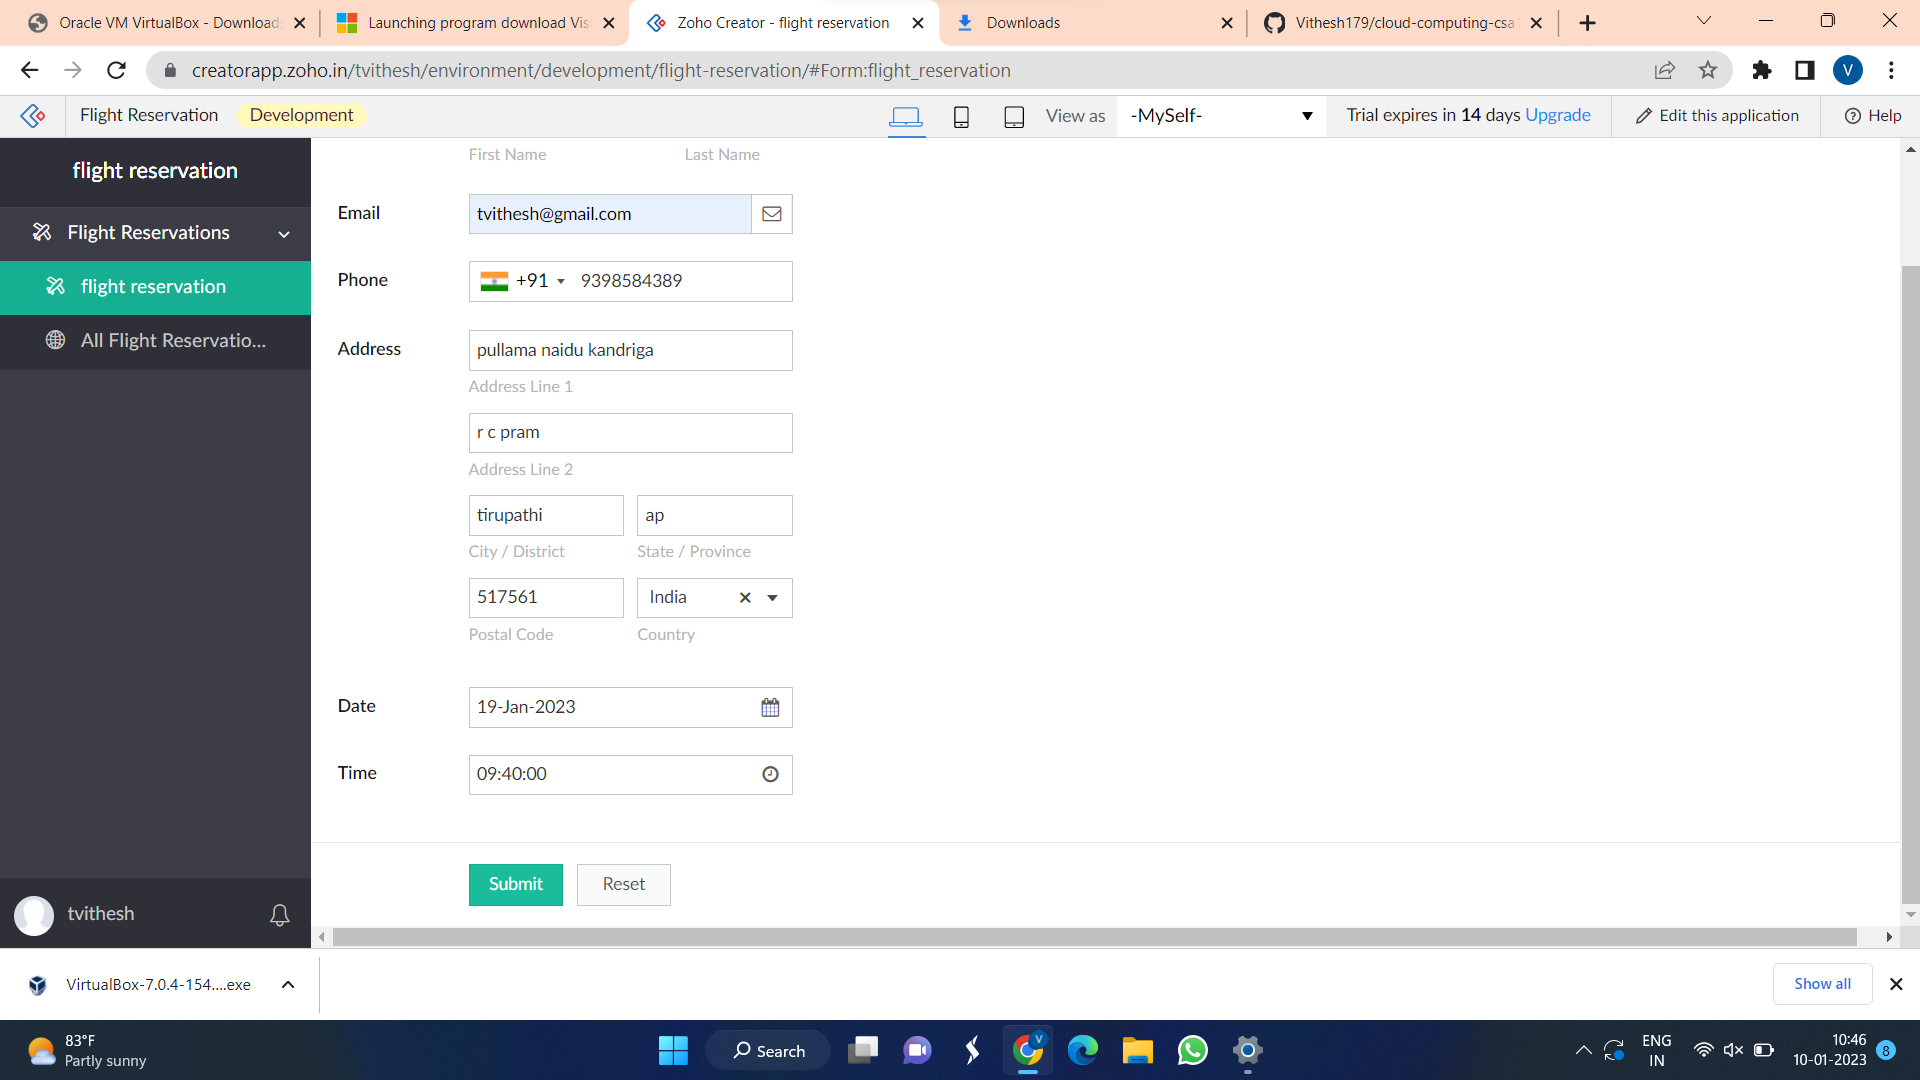 Oracle VM VirtualBox - Download
Launching program download Vis
Zoho Creator - flight reservation
Downloads
Vithesh179/cloud-computing-csa
creatorapp.zoho.in/tvithesh/environment/development/flight-reservation/#Form:flight_reservation
V
Flight Reservation
Development
View as
-MySelf-
Trial expires in 14 days Upgrade
Edit this application
Help
flight reservation
Flight Reservations
flight reservation
All Flight Reservatio...
tvithesh
First Name
Last Name
Email
tvithesh@gmail.com
Phone
+91
9398584389
Address
pullama naidu kandriga
Address Line 1
r c pram
Address Line 2
tirupathi
ap
City / District
State / Province
517561
India
Postal Code
Country
Date
19-Jan-2023
Time
09:40:00
Submit
Reset
VirtualBox-7.0.4-154....exe
Show all
83°F
Partly sunny
Search
V
ENG
IN
10:46
10-01-2023
8